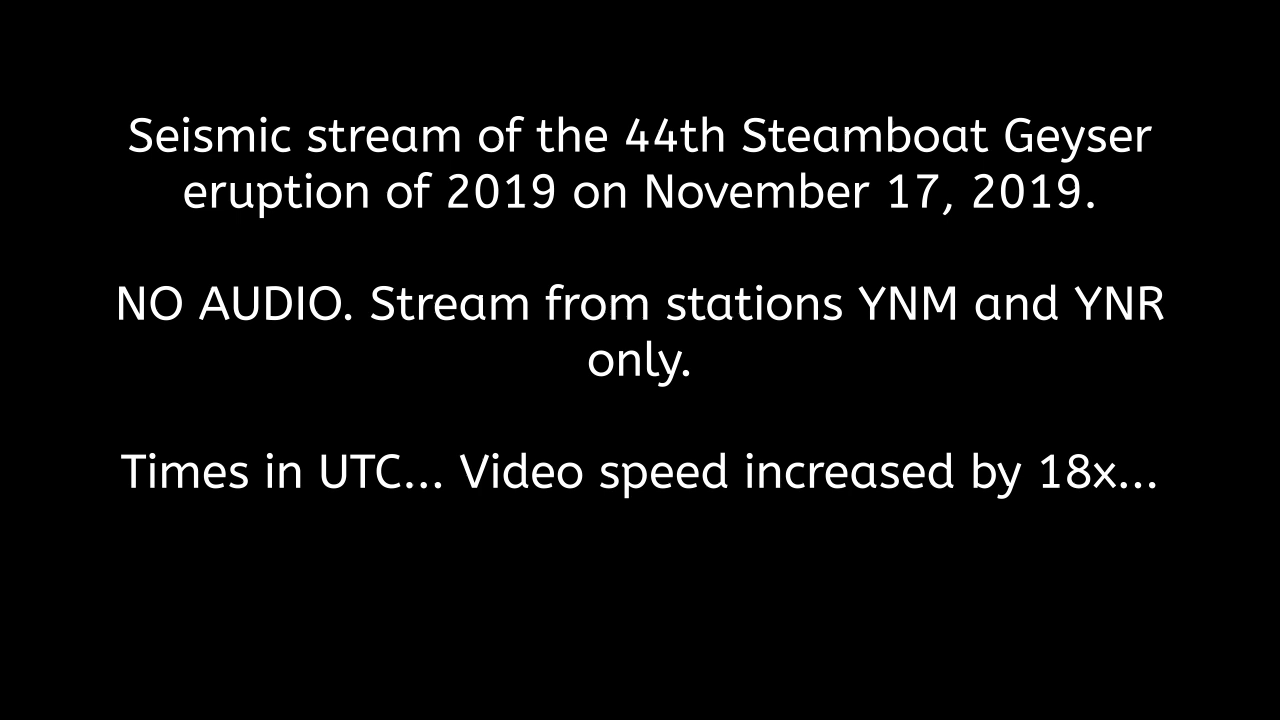 Seismic stream of the 44th Steamboat Geyser
eruption of 2019 on November 17, 2019.
NO AUDIO. Stream from stations YNM and YNR
only.
Times in UTC... Video speed increased by 18x...